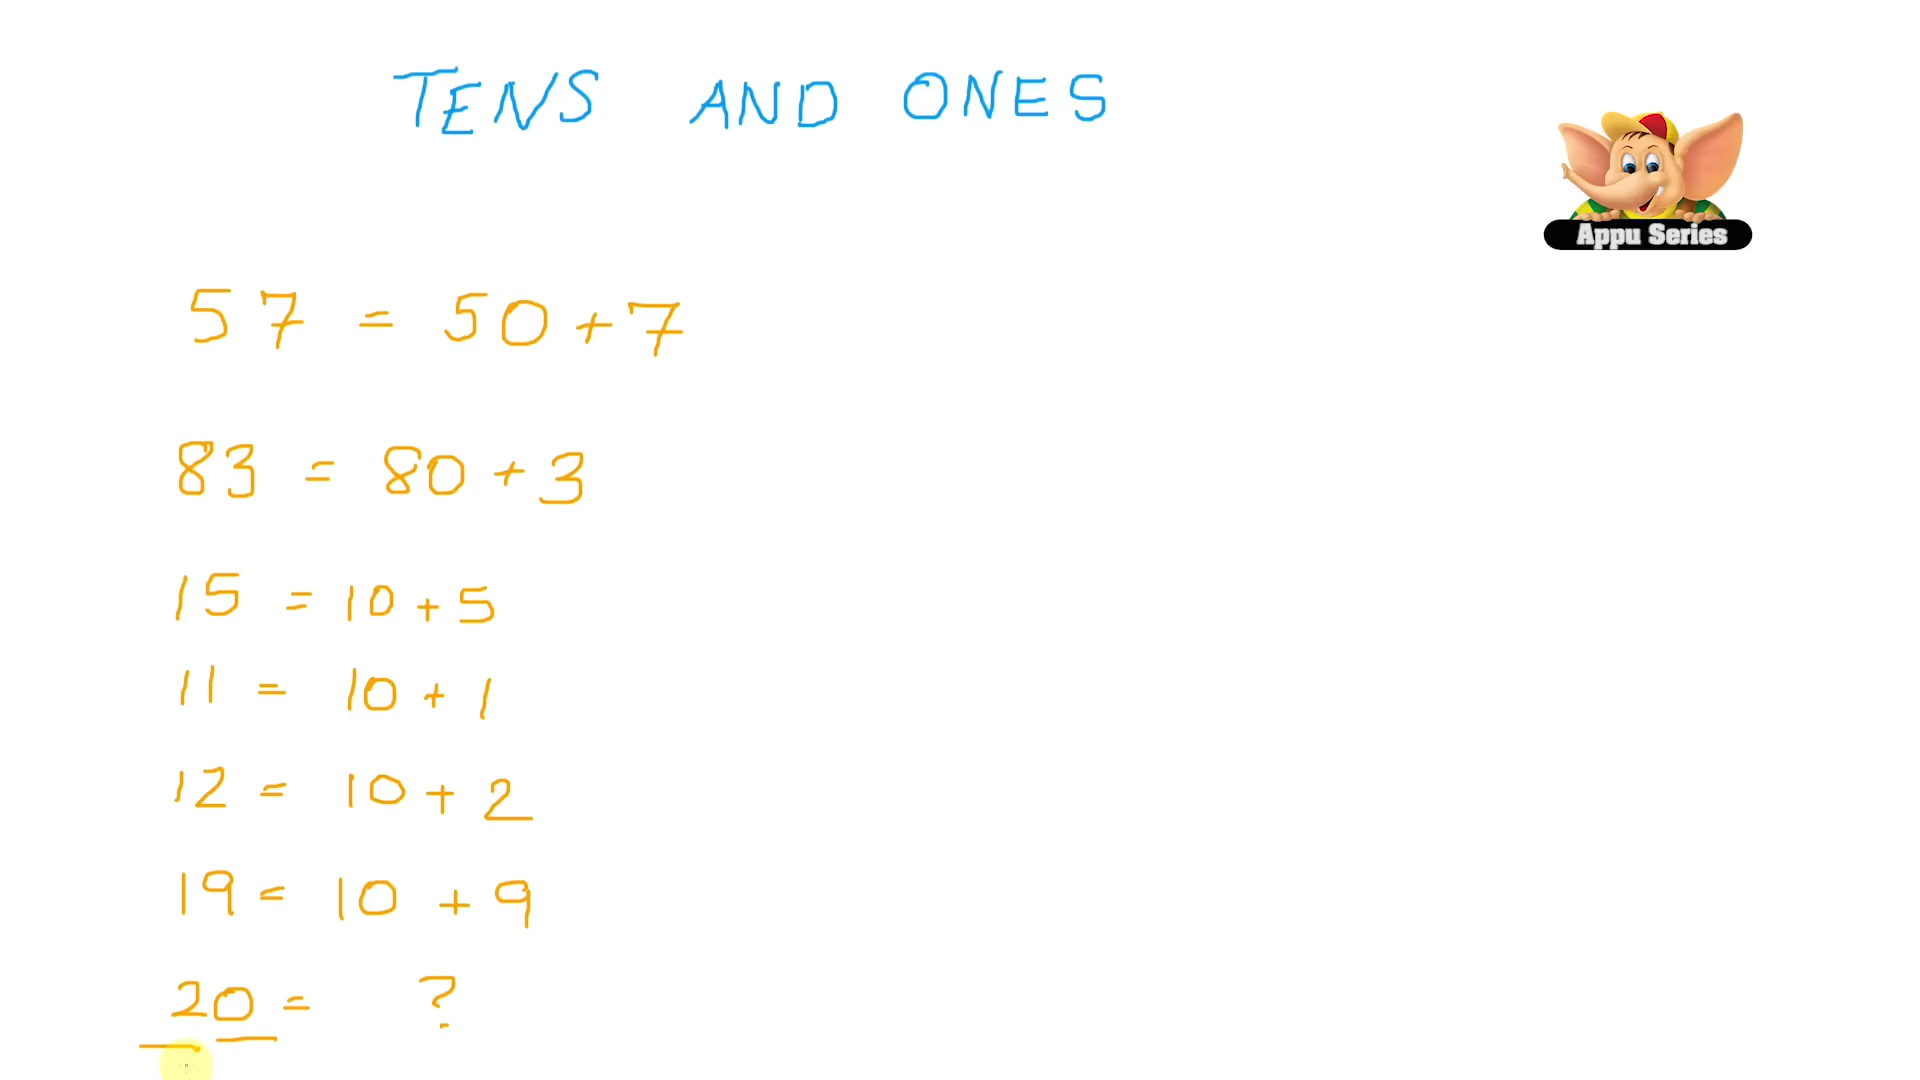 TENS AND ONES
Appu Series
57 = 50 + 7
83 = 80 + 3
15 = 10 + 5
11 = 10 + 1
12 = 10 + 2
19 = 10 + 9
20 = ?